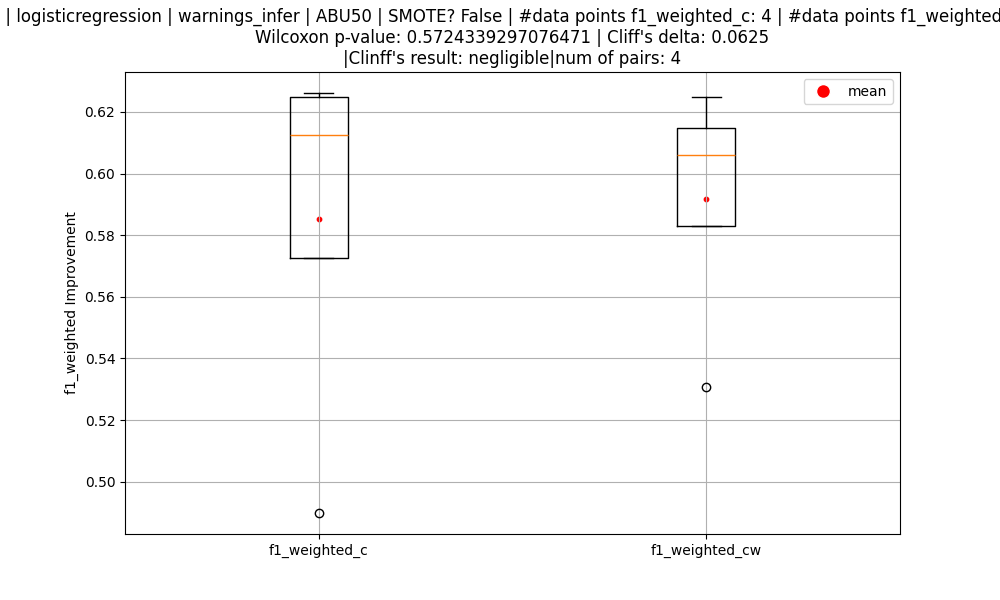 | logisticregression | warnings_infer | ABU50 | SMOTE? False | #data points f1_weighted_c: 4 | #data points f1_weighted
Wilcoxon p-value: 0.5724339297076471 | Cliff's delta: 0.0625
|Clinff's result: negligible|num of pairs: 4
mean
0.62
0.60
0.58
0.56
0.54
0.52
0.50
f1_weighted Improvement
f1_weighted_c
f1_weighted_cw